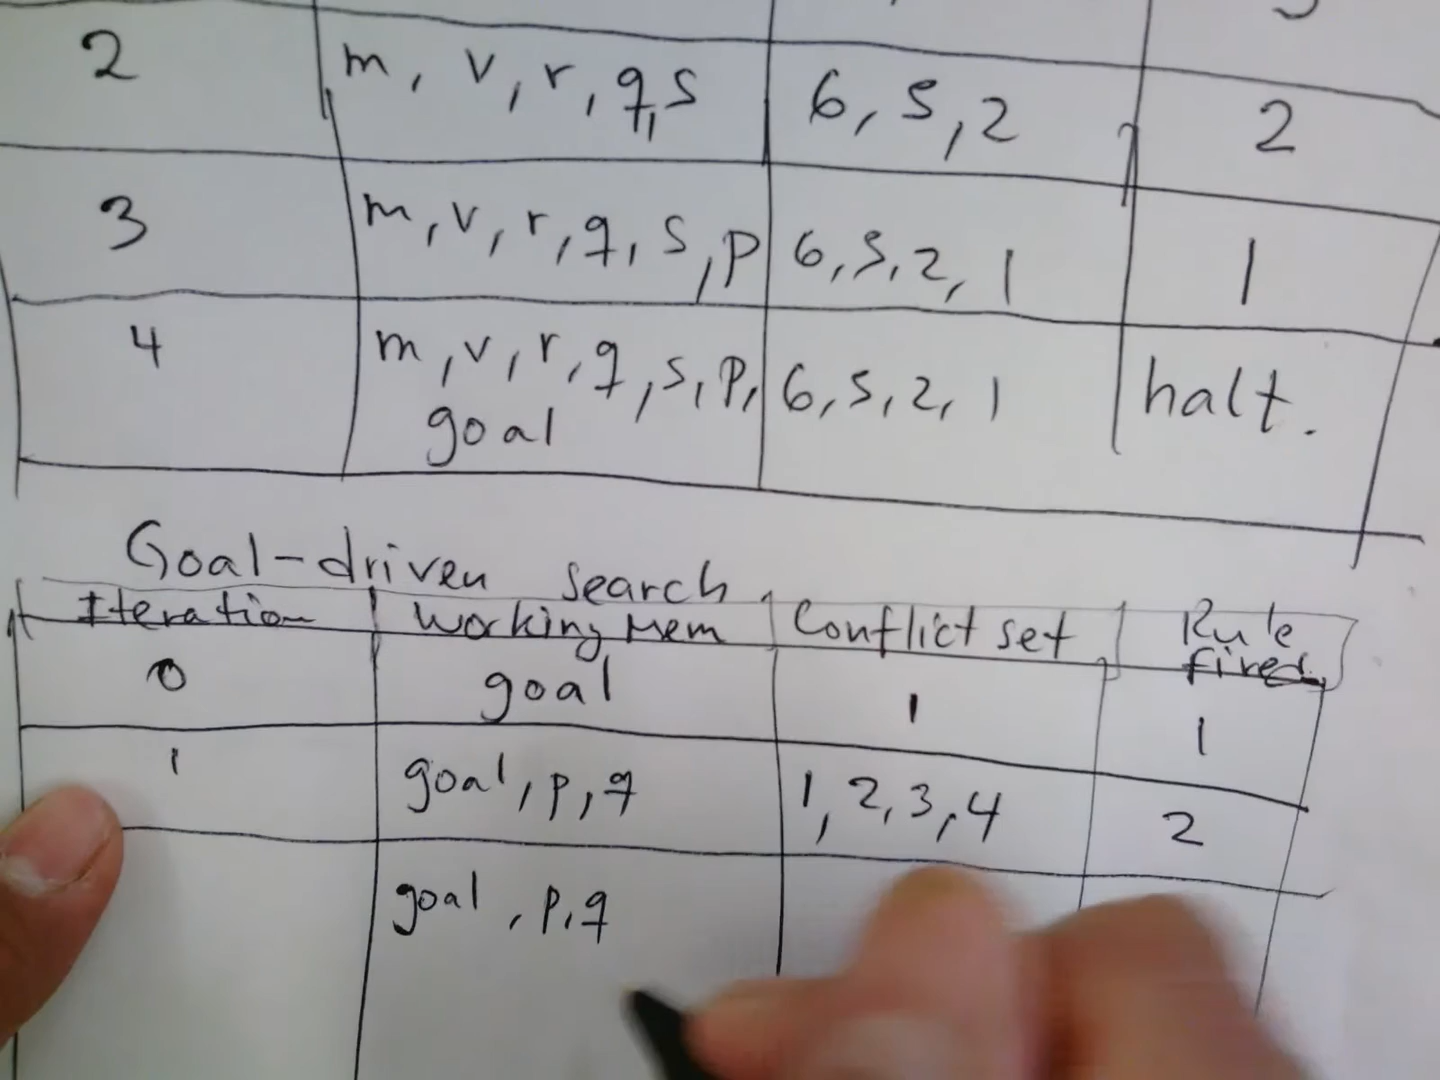 2 m, v, r, q, s 6, 5, 2 2
3 m, v, r, q, s, p 6, 5, 2, 1 1
4 m, v, r, q, s, p, 6, 5, 2, 1 halt.
goal
Goal-driven search
Iteration Working Mem Conflict set Rule
fired
0 goal 1 1
1 goal, p, q 1, 2, 3, 4 2
goal, p, q